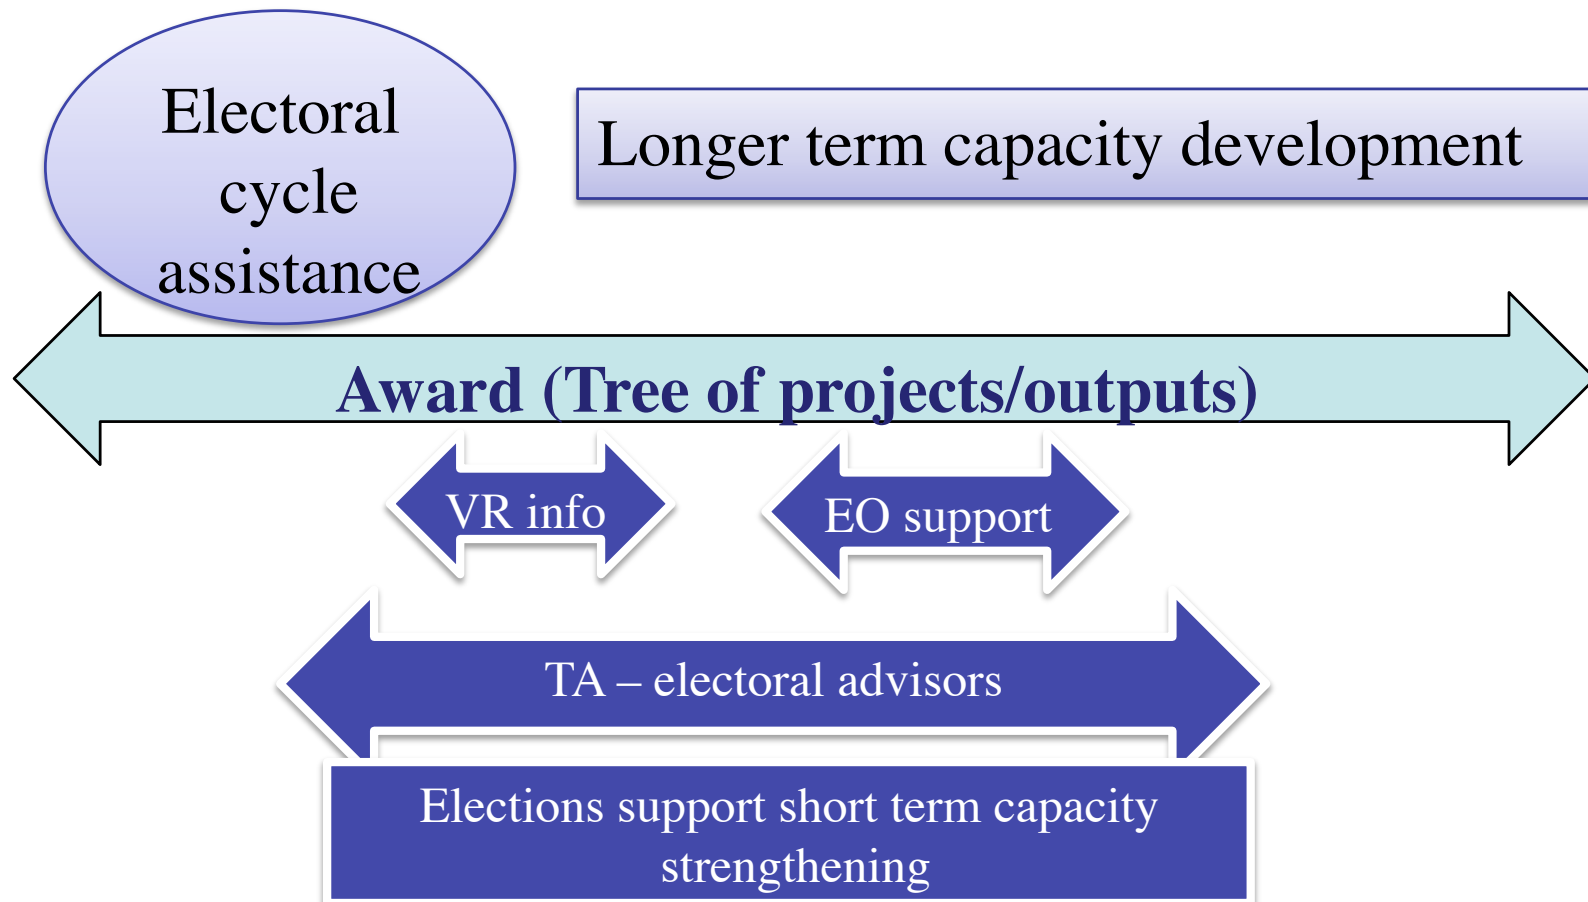 Electoral
cycle
assistance
Longer term capacity development
Award (Tree of projects/outputs)
VR info
EO support
TA – electoral advisors
Elections support short term capacity
strengthening